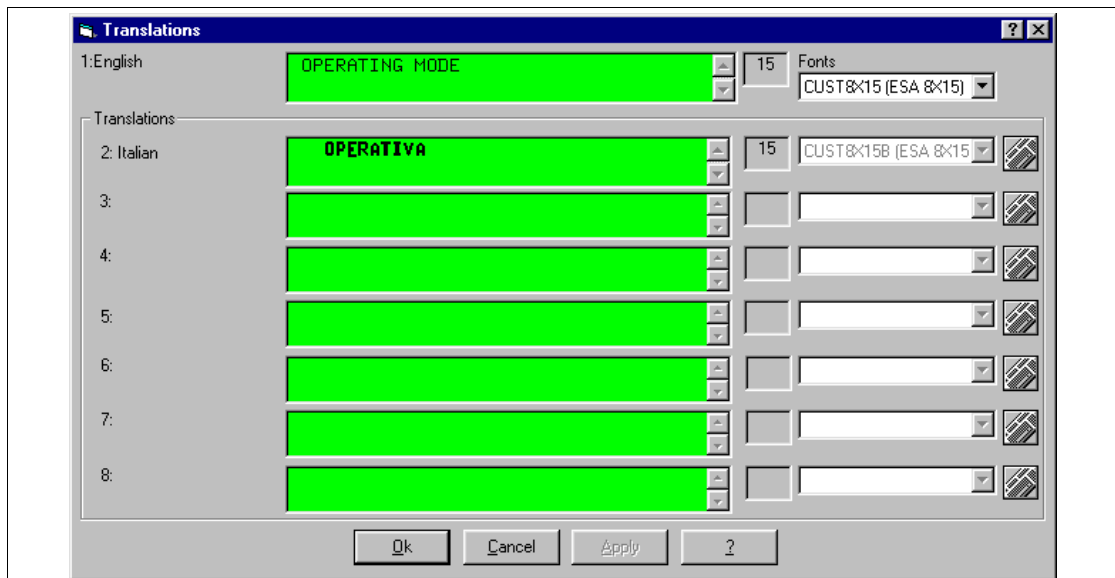 Translations
1:English
OPERATING MODE
15
Fonts
CUST8X15 (ESA 8X15)
Translations
2: Italian
OPERATIVA
15
CUST8X15B (ESA 8X15
3:
4:
5:
6:
7:
8:
Ok
Cancel
Apply
?